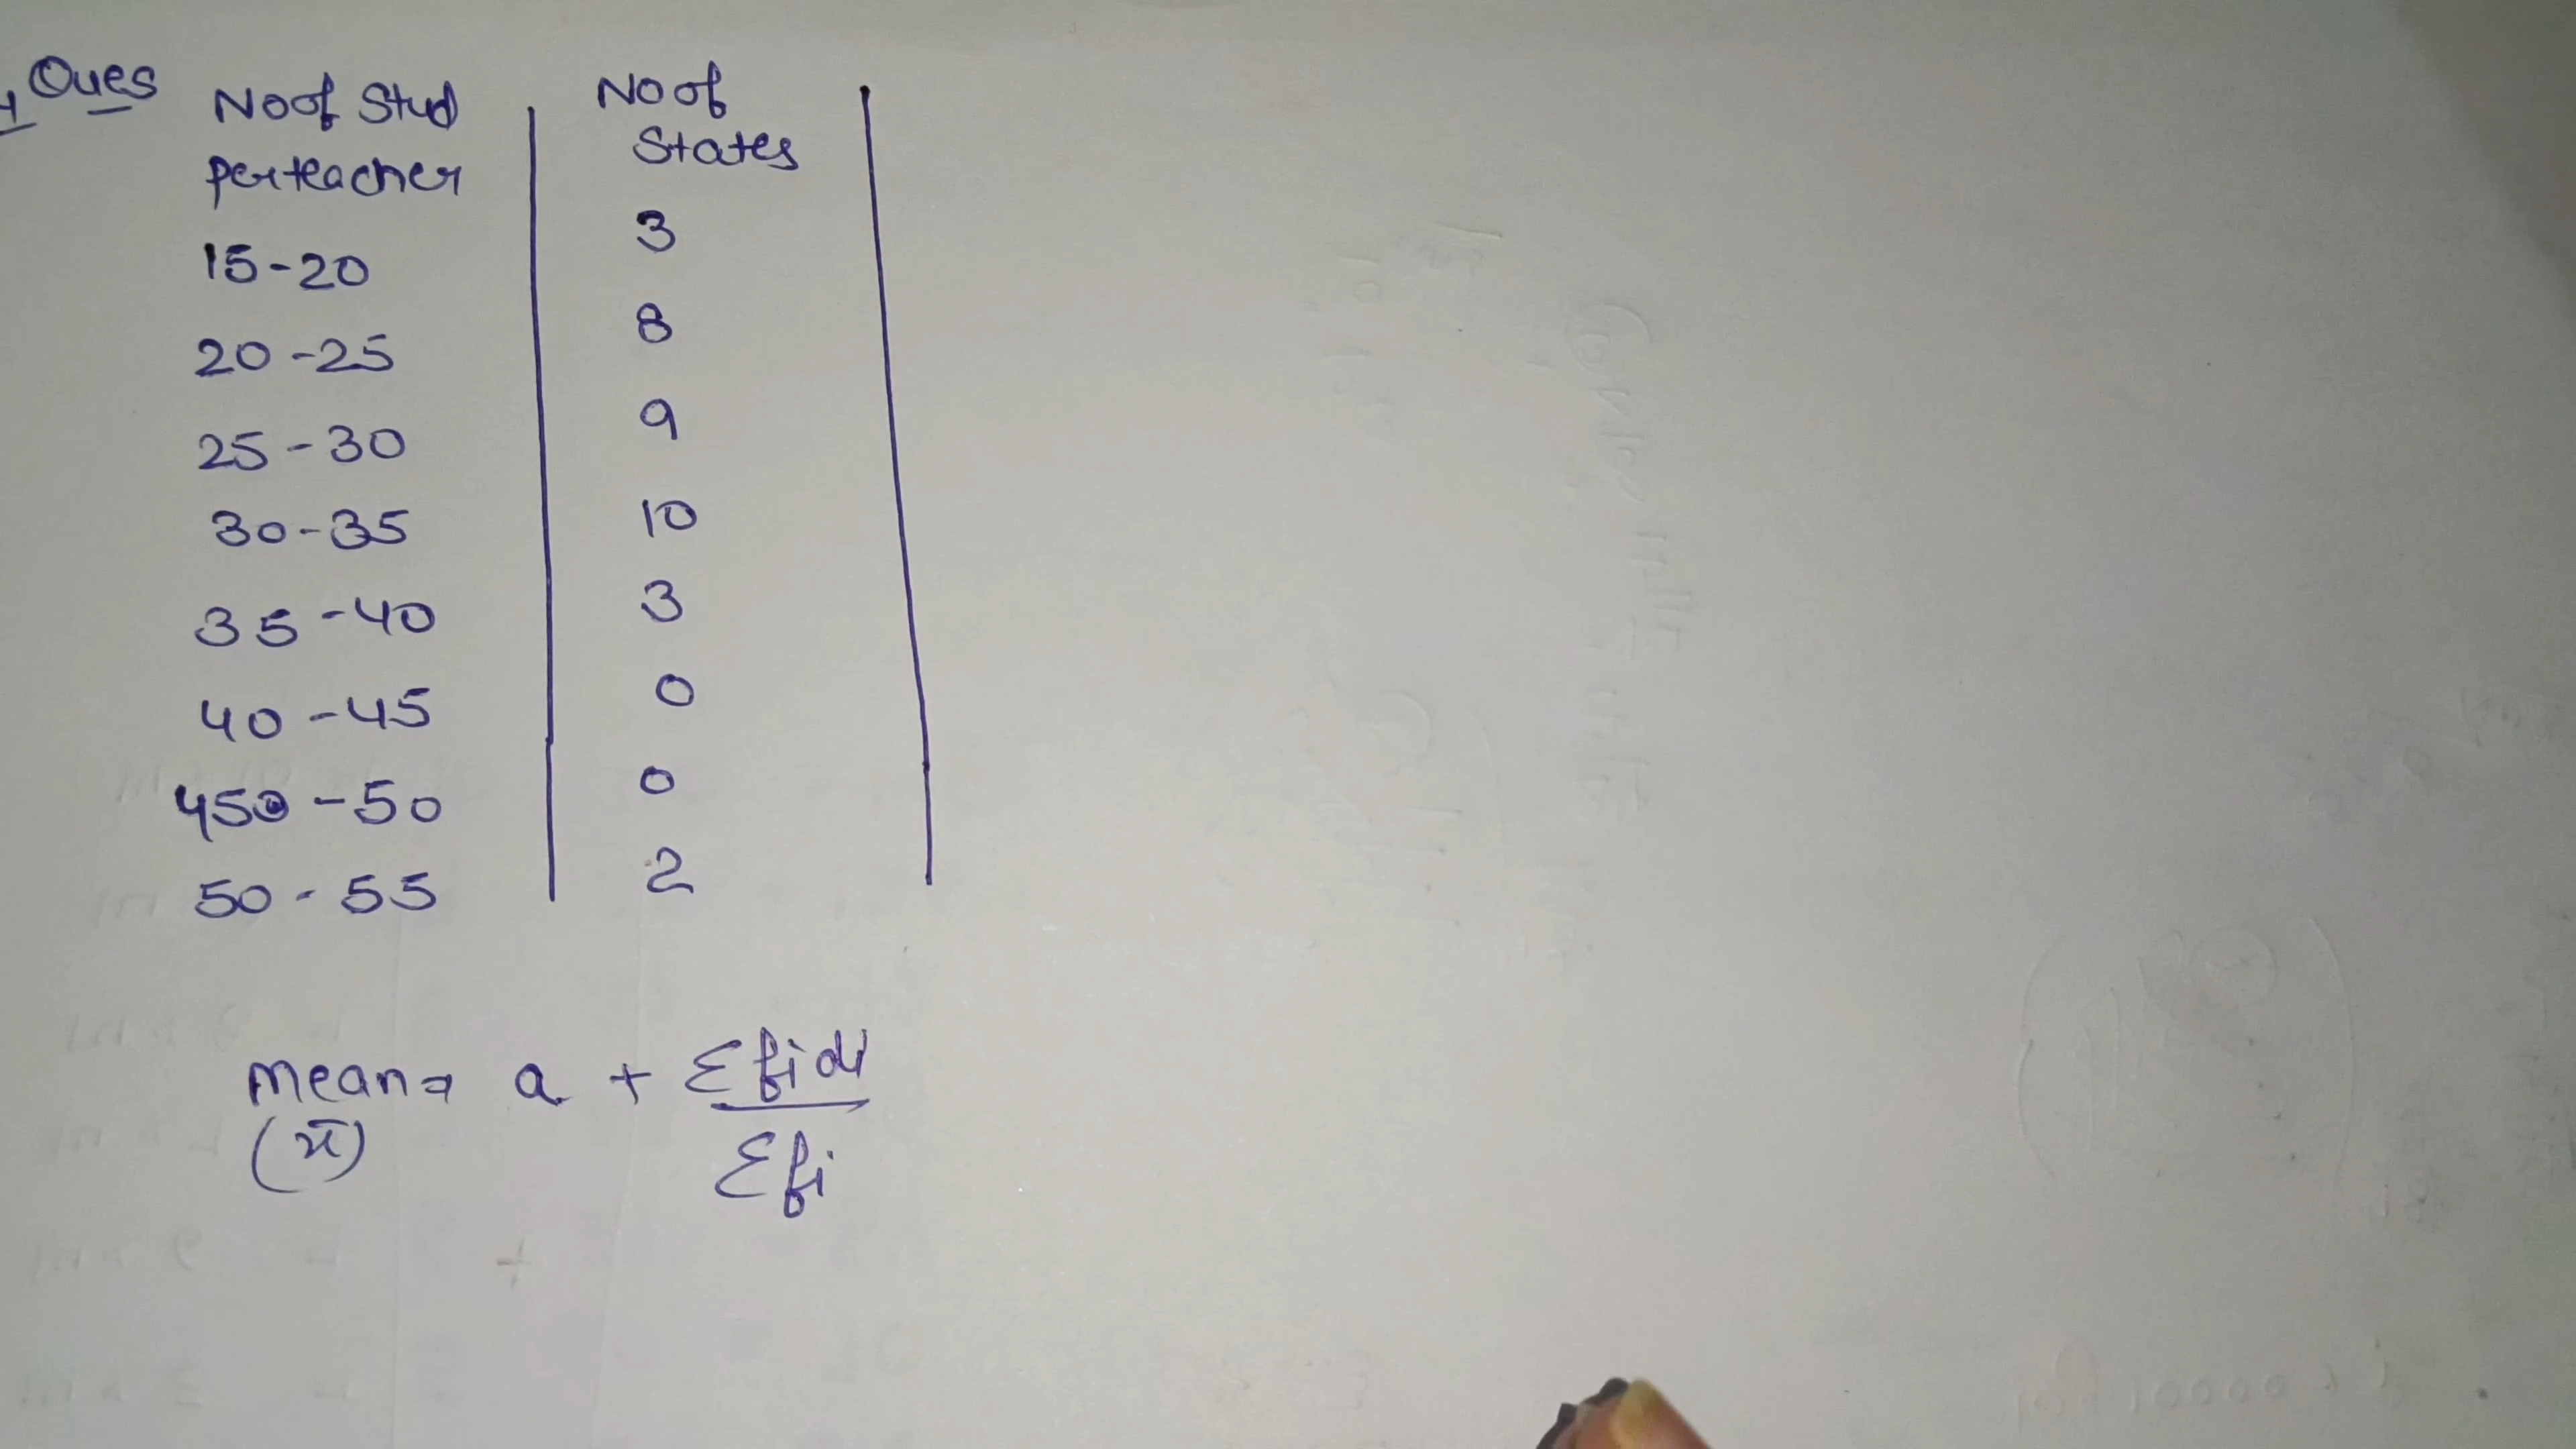 Ques
No of Stud No of
per teacher States
15-20 3
20-25 8
25-30 9
30-35 10
35-40 3
40-45 0
45-50 0
50-55 2
mean = a + Σfidi
(x̄) Σfi